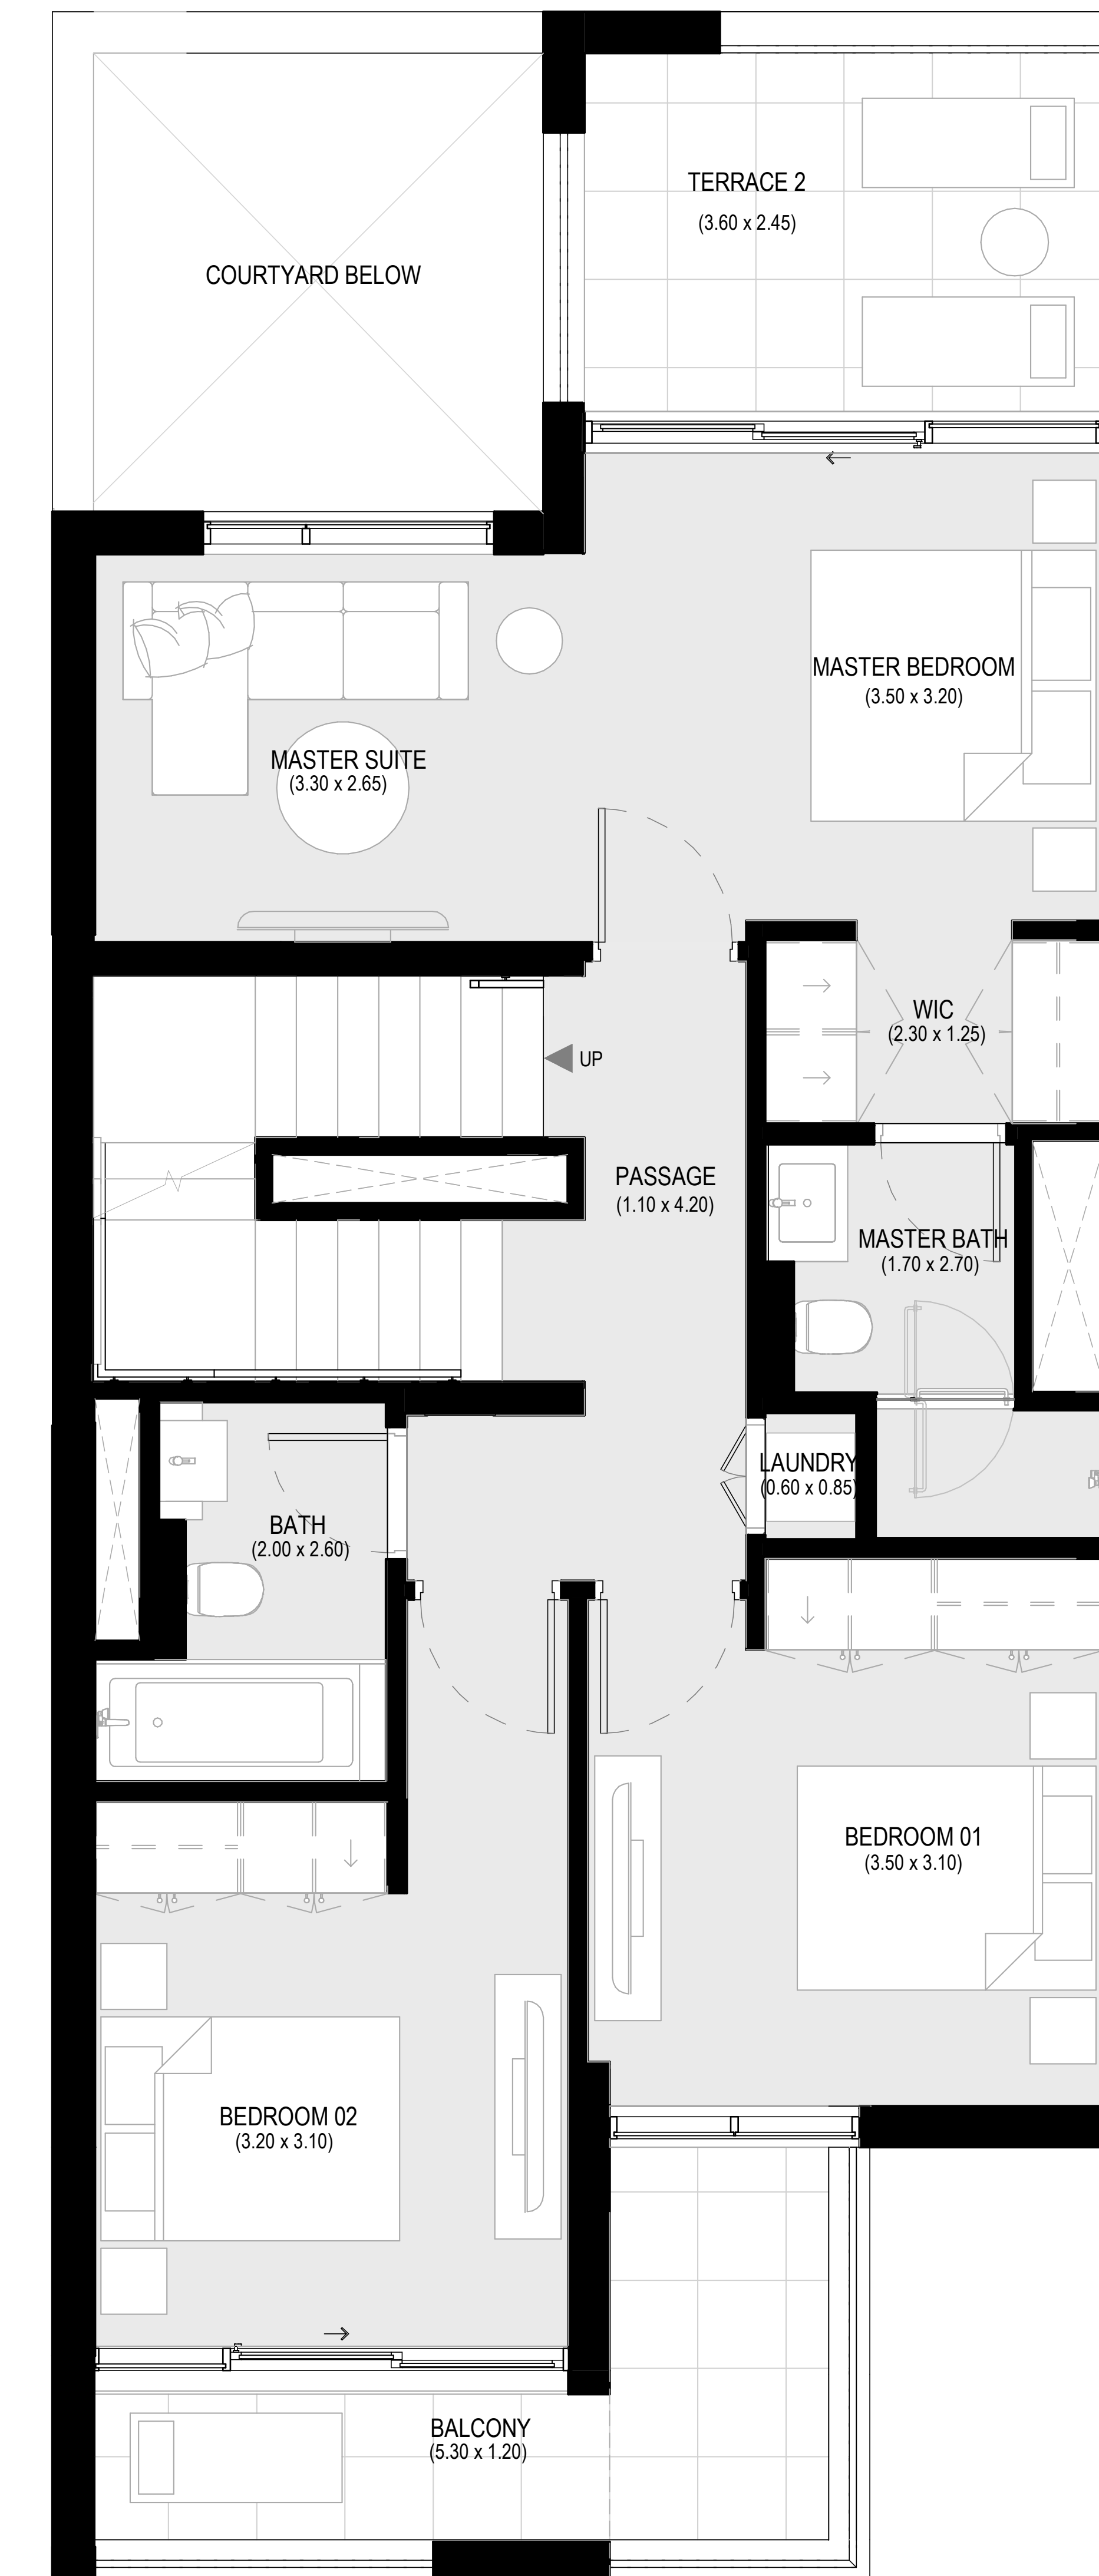 TERRACE 2
(3.60 x 2.45)
COURTYARD BELOW
MASTER BEDROOM
(3.50 x 3.20)
MASTER SUITE
(3.30 x 2.65)
WIC
(2.30 x 1.25)
UP
PASSAGE
(1.10 x 4.20)
MASTER BATH
(1.70 x 2.70)
LAUNDRY
(0.60 x 0.85)
BATH
(2.00 x 2.60)
BEDROOM 01
(3.50 x 3.10)
BEDROOM 02
(3.20 x 3.10)
BALCONY
(5.30 x 1.20)